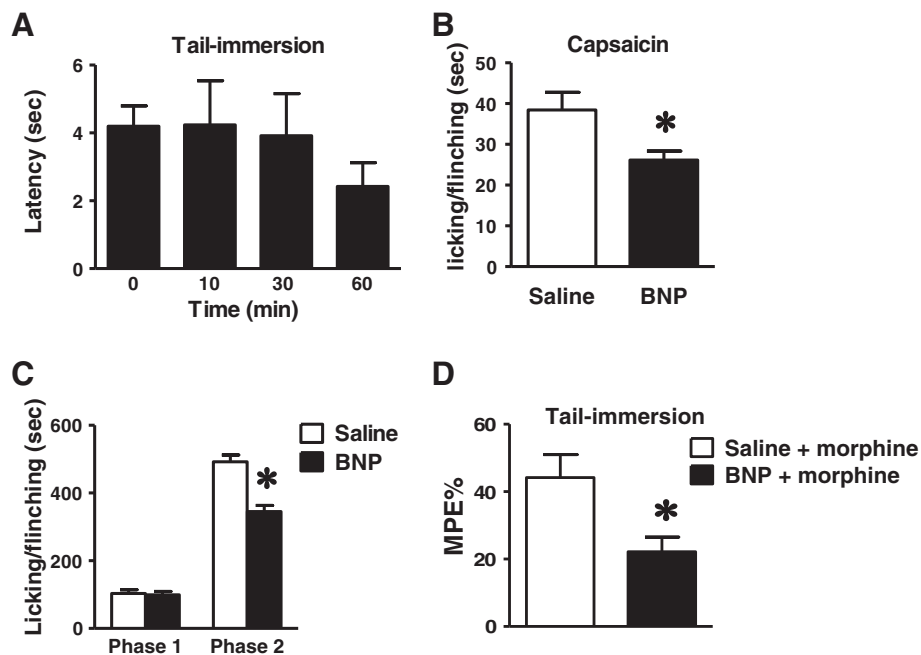 A
Tail-immersion
Latency (sec)
6
4
2
0
0 10 30 60
Time (min)
B
Capsaicin
licking/flinching (sec)
50
40
30
20
10
0
*
Saline BNP
C
Licking/flinching (sec)
600
400
200
0
Saline
BNP
*
Phase 1 Phase 2
D
Tail-immersion
MPE%
60
40
20
0
Saline + morphine
BNP + morphine
*